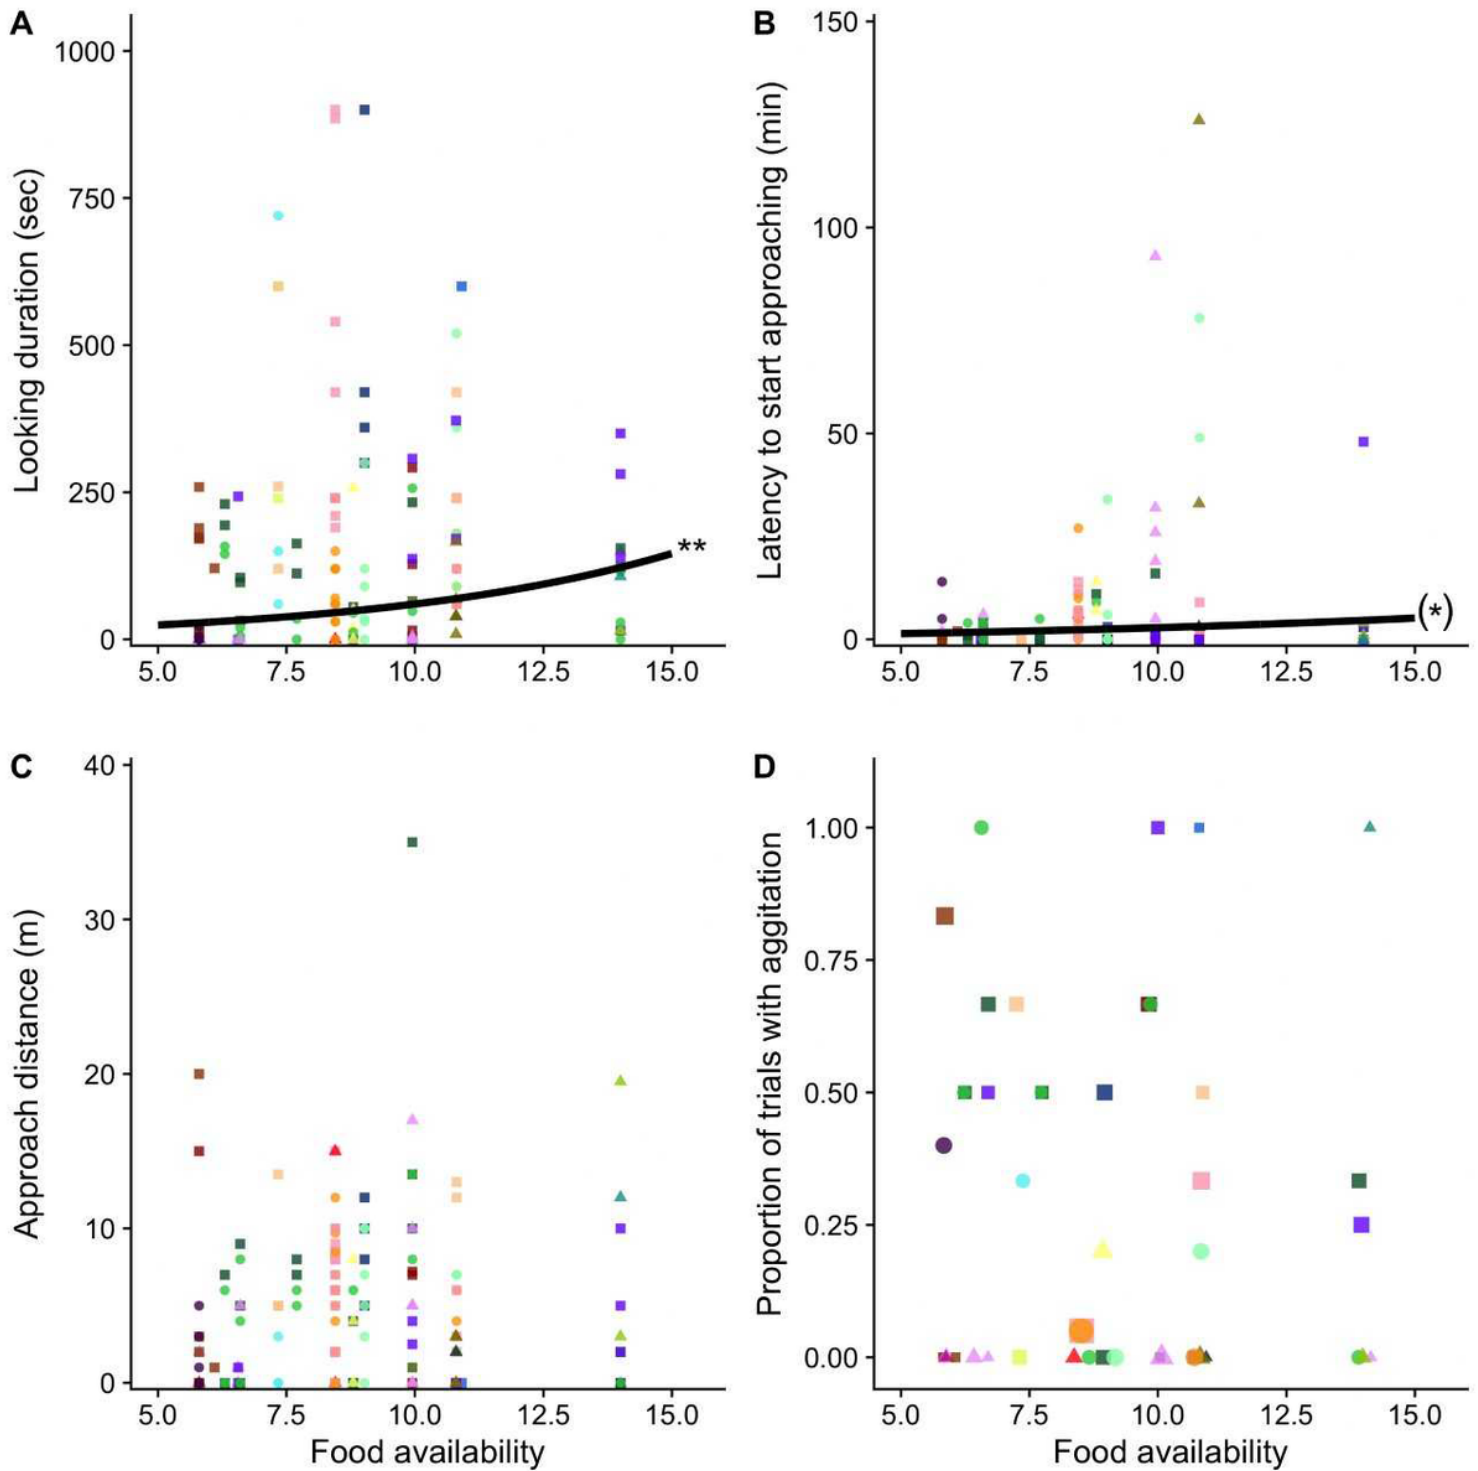 A
Looking duration (sec)
1000
750
500
250
0
5.0 7.5 10.0 12.5 15.0
**
B
Latency to start approaching (min)
150
100
50
0
5.0 7.5 10.0 12.5 15.0
(*)
C
Approach distance (m)
40
30
20
10
0
5.0 7.5 10.0 12.5 15.0
Food availability
D
Proportion of trials with aggitation
1.00
0.75
0.50
0.25
0.00
5.0 7.5 10.0 12.5 15.0
Food availability